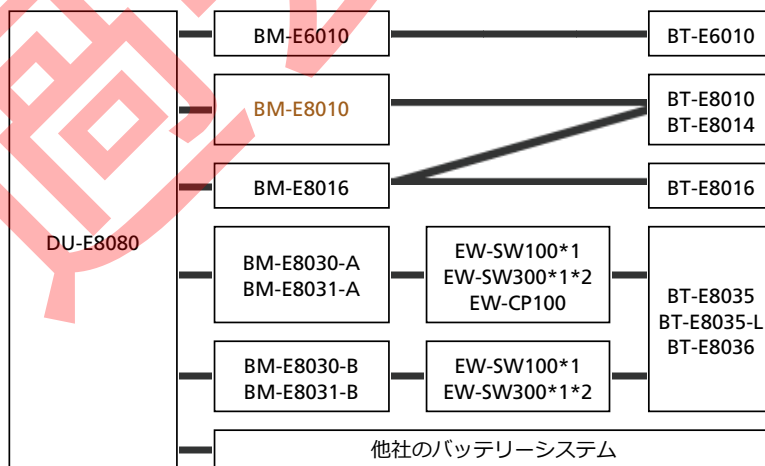 DU-E8080
BM-E6010
BT-E6010
BM-E8010
BT-E8010
BT-E8014
BM-E8016
BT-E8016
BM-E8030-A
BM-E8031-A
EW-SW100*1
EW-SW300*1*2
EW-CP100
BT-E8035
BT-E8035-L
BT-E8036
BM-E8030-B
BM-E8031-B
EW-SW100*1
EW-SW300*1*2
他社のバッテリーシステム